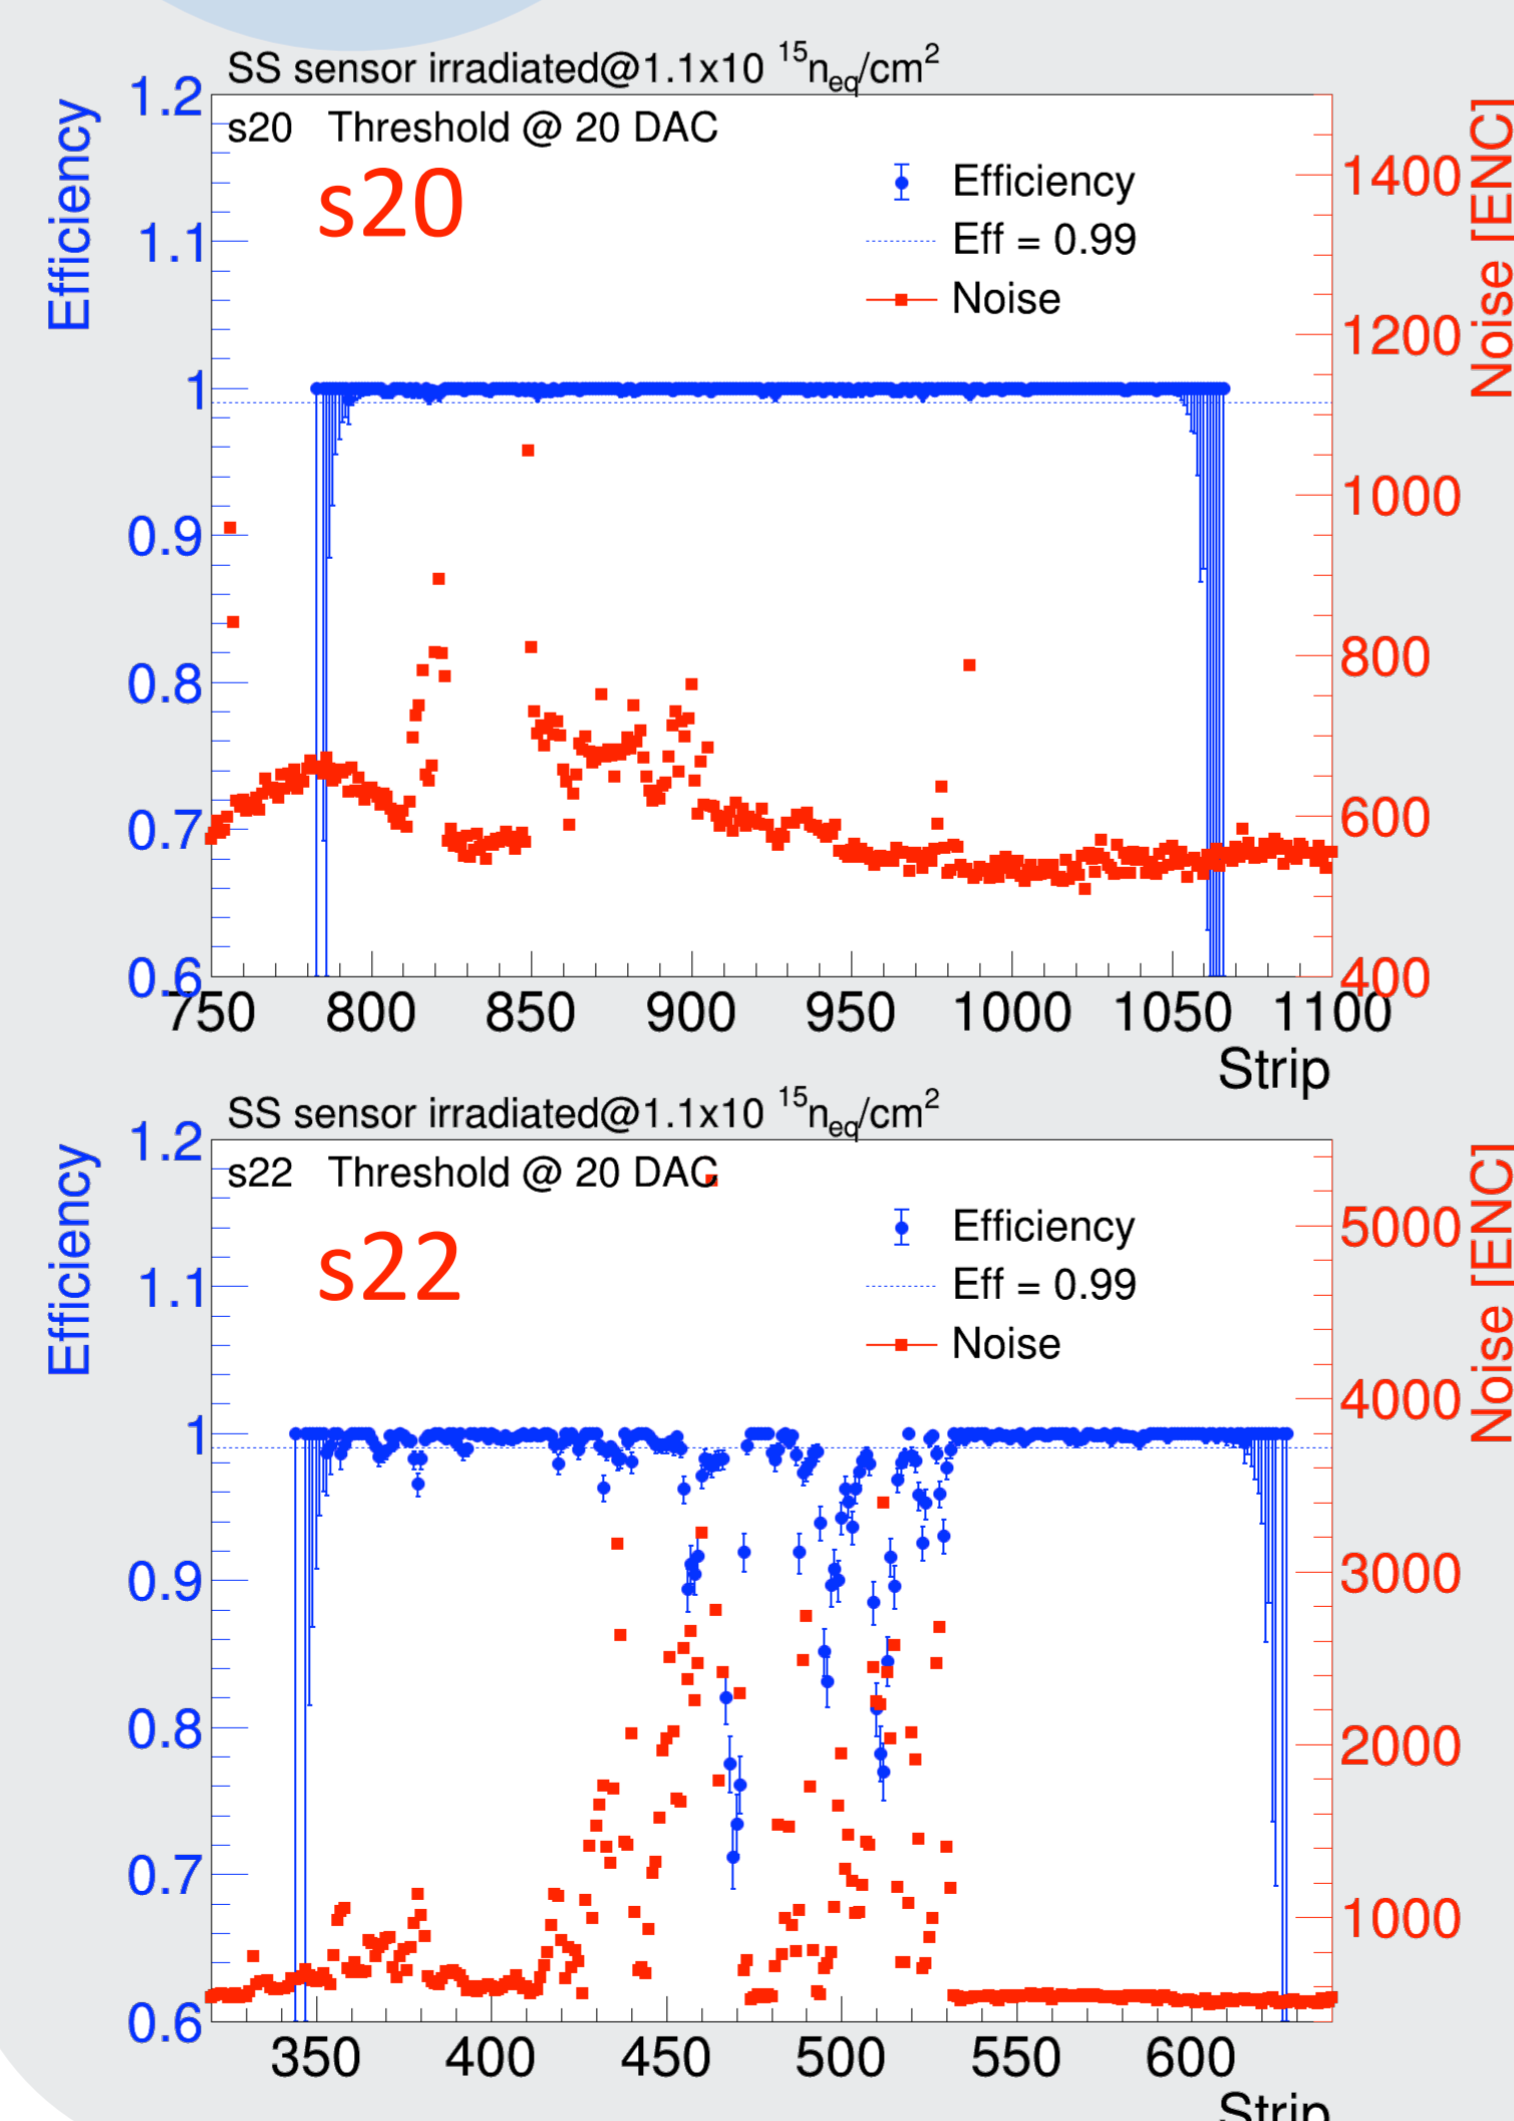 SS sensor irradiated@1.1x10 ¹⁵n_eq/cm²
s20 Threshold @ 20 DAC
s20
Efficiency
Eff = 0.99
Noise
Efficiency
Noise [ENC]
1.2
1.1
1
0.9
0.8
0.7
0.6
1400
1200
1000
800
600
400
750 800 850 900 950 1000 1050 1100
Strip
SS sensor irradiated@1.1x10 ¹⁵n_eq/cm²
s22 Threshold @ 20 DAC
s22
Efficiency
Eff = 0.99
Noise
Efficiency
Noise [ENC]
1.2
1.1
1
0.9
0.8
0.7
0.6
5000
4000
3000
2000
1000
350 400 450 500 550 600
Strip